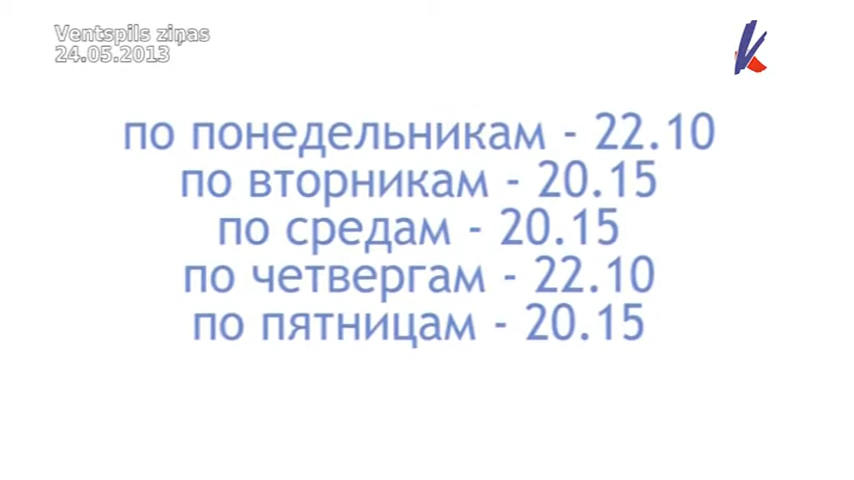 Ventspils ziņas
24.05.2013
по понедельникам - 22.10
по вторникам - 20.15
по средам - 20.15
по четвергам - 22.10
по пятницам - 20.15